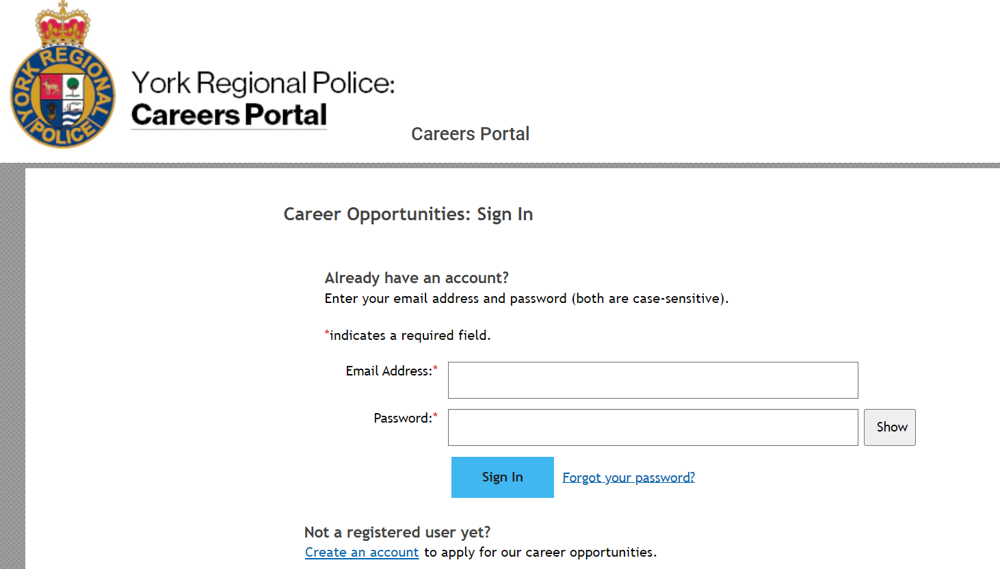 YORK REGIONAL POLICE
York Regional Police:
Careers Portal
Careers Portal
Career Opportunities: Sign In
Already have an account?
Enter your email address and password (both are case-sensitive).
*indicates a required field.
Email Address:*
Password:*
Show
Sign In
Forgot your password?
Not a registered user yet?
Create an account to apply for our career opportunities.